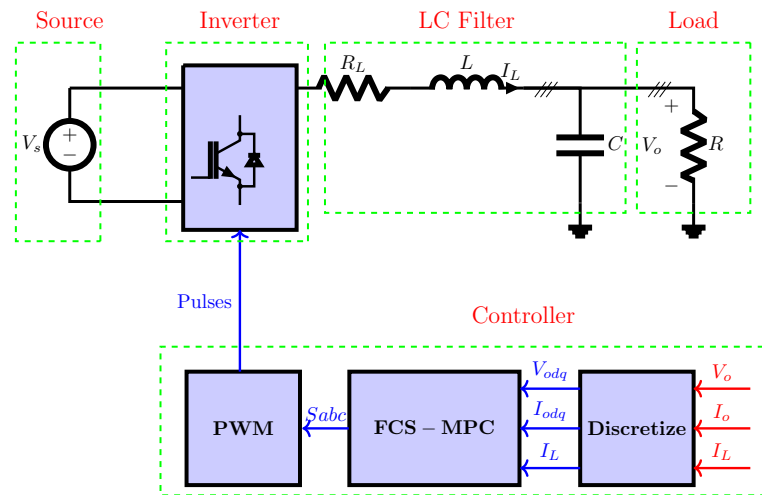 Source
Inverter
LC Filter
Load
R_L
L
I_L
+
V_s
−
C
+
V_o
R
−
Pulses
Controller
PWM
Sabc
FCS − MPC
V_odq
I_odq
I_L
Discretize
V_o
I_o
I_L